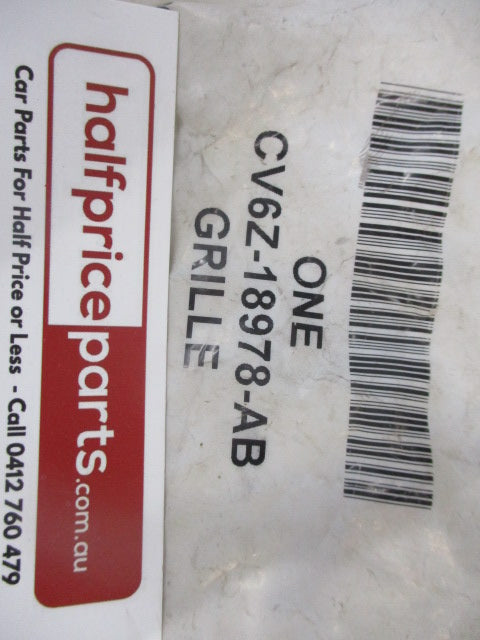 ONE
CV6Z-18978-AB
GRILLE
halfpriceparts.com.au
Car Parts For Half Price or Less - Call 0412 760 479